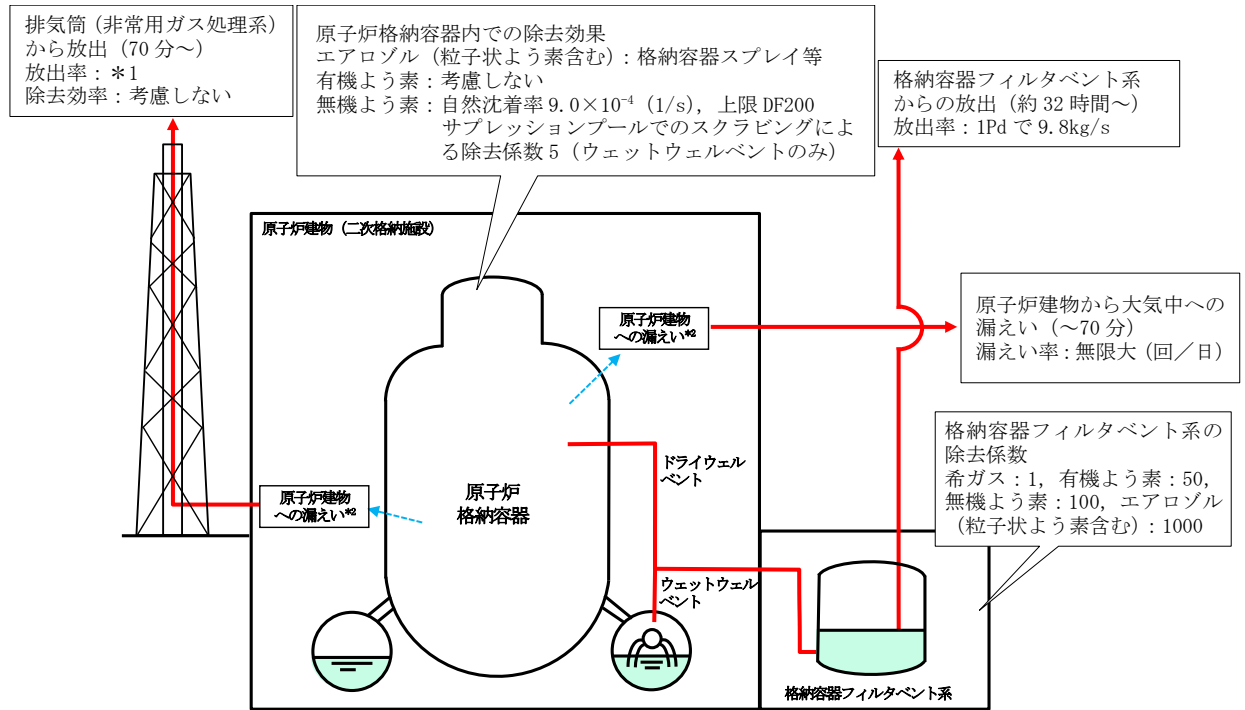 排気筒(非常用ガス処理系)
から放出(70分~)
放出率:＊1
除去効率:考慮しない
原子炉格納容器内での除去効果
エアロゾル(粒子状よう素含む):格納容器スプレイ等
有機よう素:考慮しない
無機よう素:自然沈着率9.0×10⁻⁴(1/s),上限DF200
サプレッションプールでのスクラビングによ
る除去係数5(ウェットウェルベントのみ)
格納容器フィルタベント系
からの放出(約32時間~)
放出率:1Pdで9.8kg/s
原子炉建物(二次格納施設)
原子炉建物
への漏えい*2
原子炉建物から大気中への
漏えい(~70分)
漏えい率:無限大(回/日)
格納容器フィルタベント系の
除去係数
希ガス:1,有機よう素:50,
無機よう素:100,エアロゾル
(粒子状よう素含む):1000
ドライウェル
ベント
原子炉建物
への漏えい*2
原子炉
格納容器
ウェットウェル
ベント
格納容器フィルタベント系